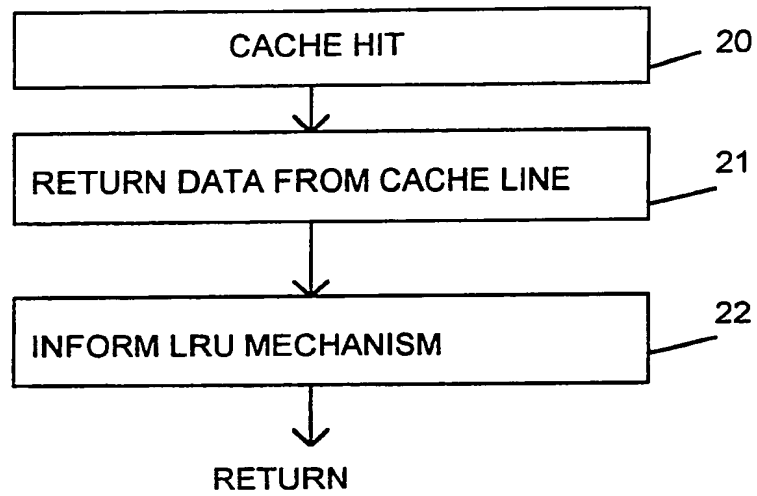 CACHE HIT
20
RETURN DATA FROM CACHE LINE
21
INFORM LRU MECHANISM
22
RETURN